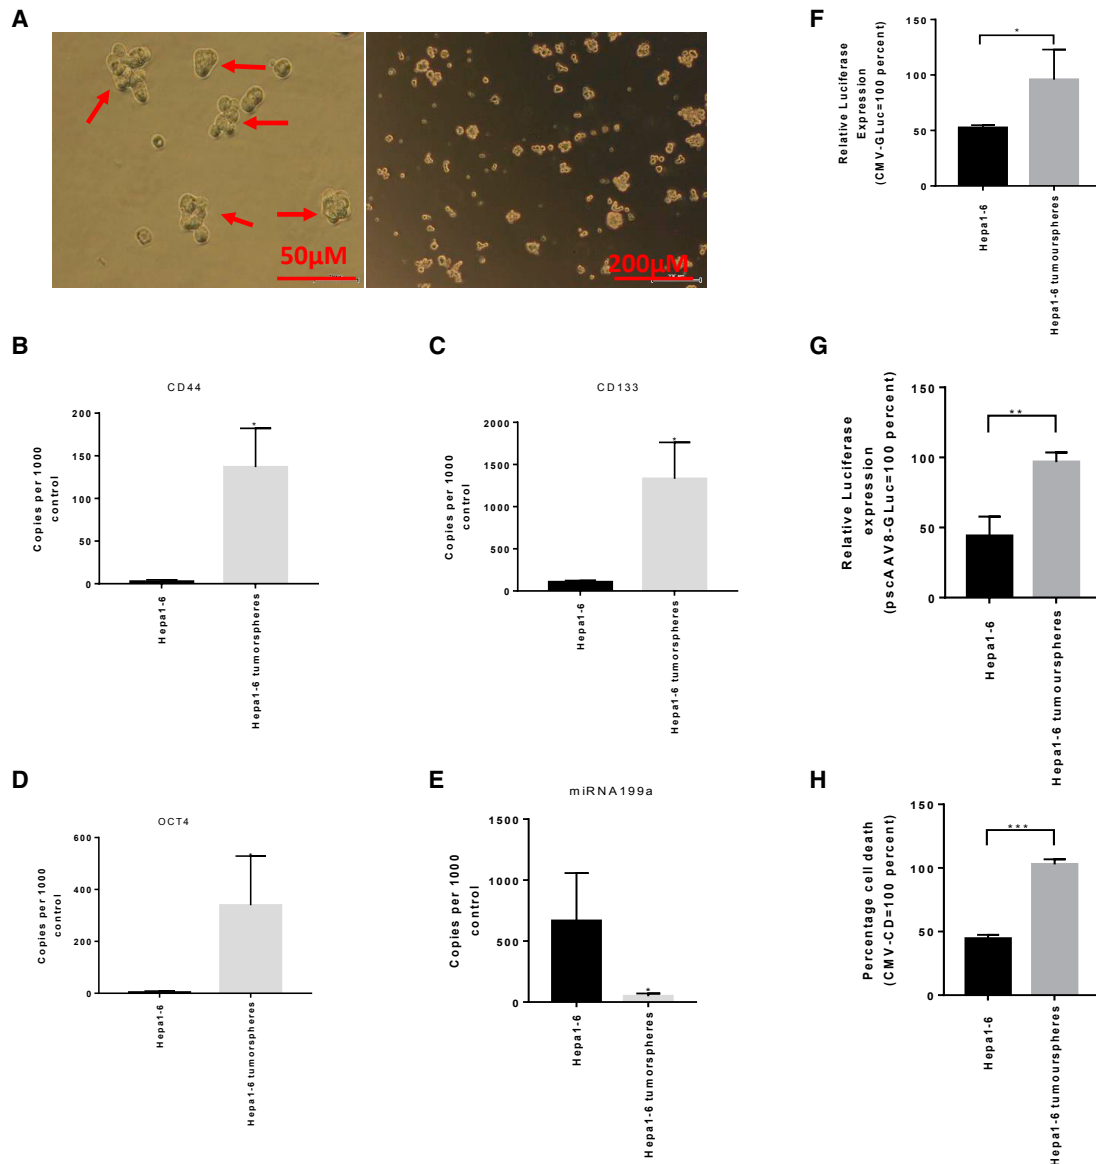 A
50µM
200µM
B
CD44
Copies per 1000
control
200
150
100
50
0
*
Hepa1-6
Hepa1-6 tumorspheres
C
CD133
Copies per 1000
control
2000
1500
1000
500
0
*
Hepa1-6
Hepa1-6 tumorspheres
D
OCT4
Copies per 1000
control
600
400
200
0
*
Hepa1-6
Hepa1-6 tumorspheres
E
miRNA199a
Copies per 1000
control
1500
1000
500
0
*
Hepa1-6
Hepa1-6 tumorspheres
F
Relative Luciferase
Expression
(CMV-GLuc=100 percent)
150
100
50
0
*
Hepa1-6
Hepa1-6 tumourspheres
G
Relative Luciferase
expression
(pscAAV8-GLuc=100 percent)
150
100
50
0
**
Hepa1-6
Hepa1-6 tumourspheres
H
Percentage cell death
(CMV-CD=100 percent)
150
100
50
0
***
Hepa1-6
Hepa1-6 tumourspheres